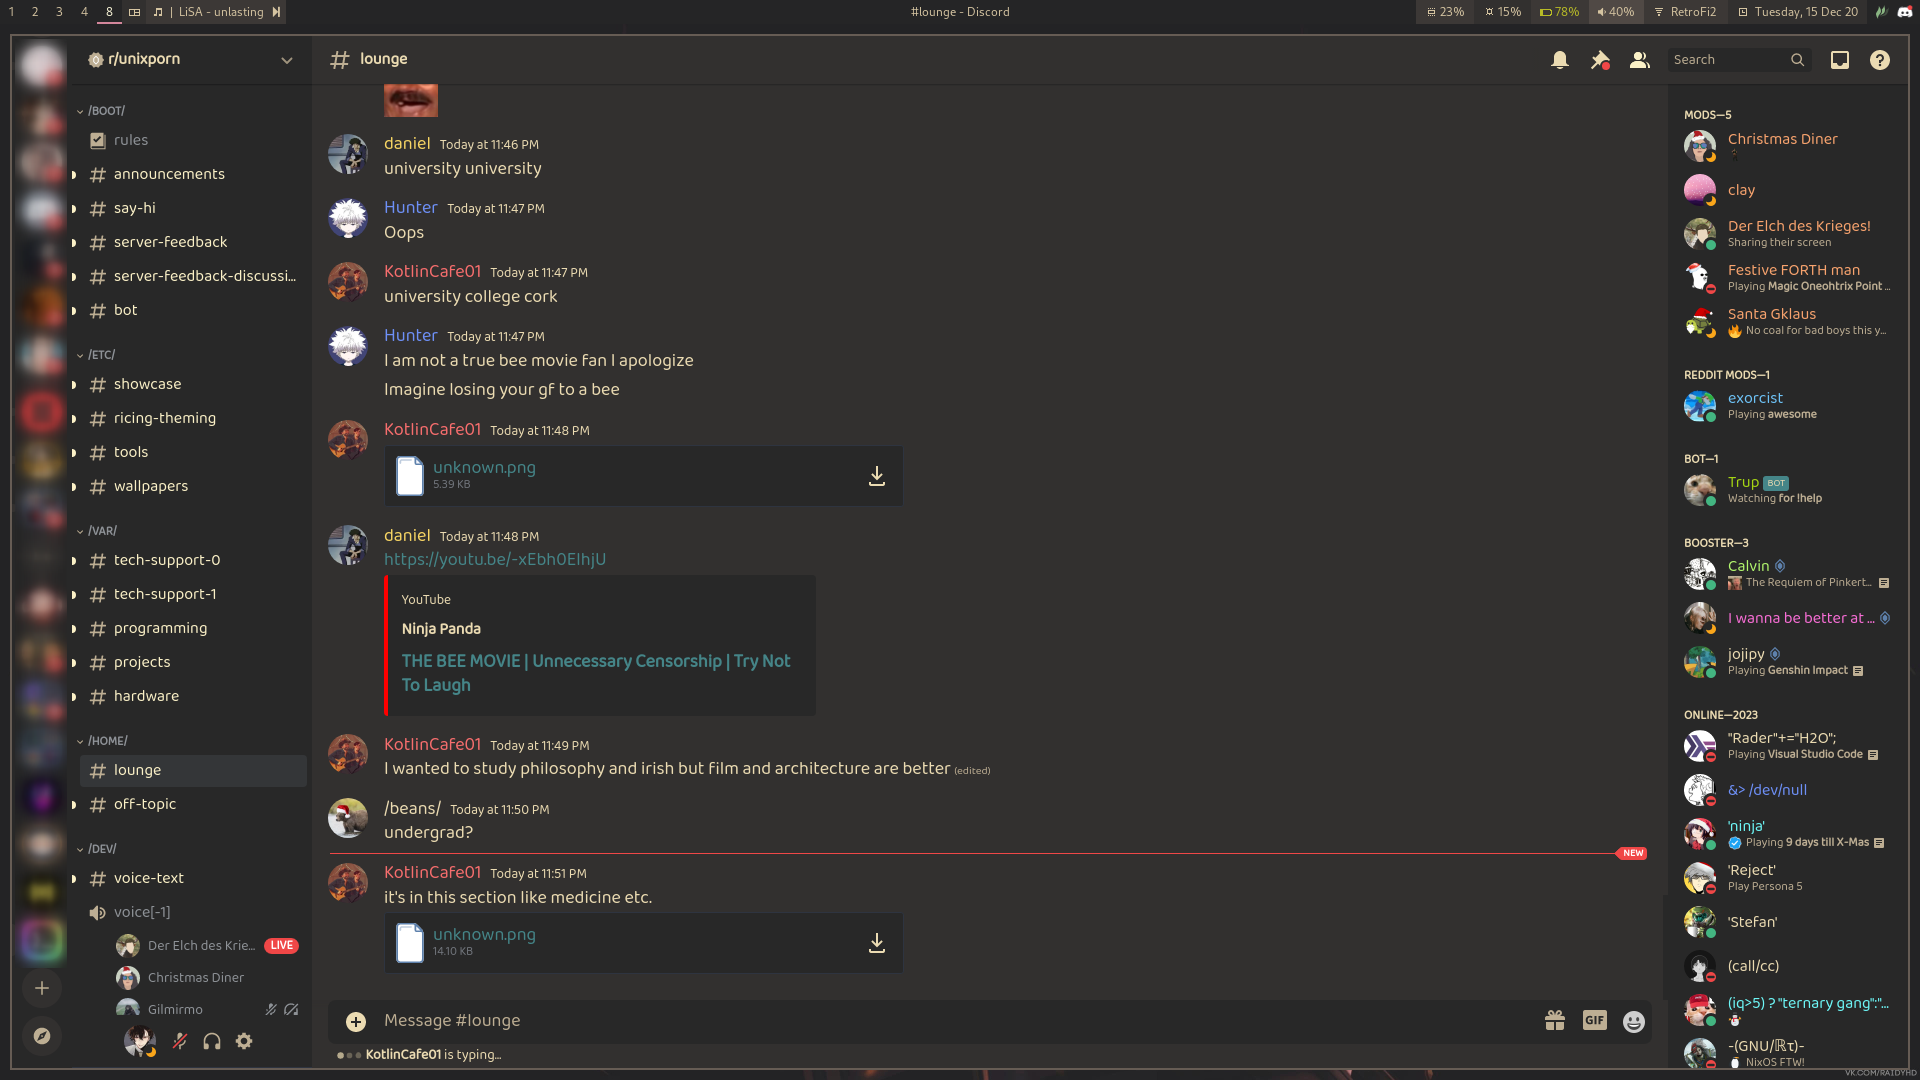 1 2 3 4 8 | LiSA - unlasting
#lounge - Discord
23% 15% 78% 40% RetroFi2 Tuesday, 15 Dec 20
r/unixporn
/BOOT/
rules
# announcements
# say-hi
# server-feedback
# server-feedback-discussi...
# bot
/ETC/
# showcase
# ricing-theming
# tools
# wallpapers
/VAR/
# tech-support-0
# tech-support-1
# programming
# projects
# hardware
/HOME/
# lounge
# off-topic
/DEV/
# voice-text
voice[-1]
Der Elch des Krie... LIVE
Christmas Diner
Gilmirmo
# lounge
Search
daniel Today at 11:46 PM
university university
Hunter Today at 11:47 PM
Oops
KotlinCafe01 Today at 11:47 PM
university college cork
Hunter Today at 11:47 PM
I am not a true bee movie fan I apologize
Imagine losing your gf to a bee
KotlinCafe01 Today at 11:48 PM
unknown.png
5.39 KB
daniel Today at 11:48 PM
https://youtu.be/-xEbh0ElhjU
YouTube
Ninja Panda
THE BEE MOVIE | Unnecessary Censorship | Try Not
To Laugh
KotlinCafe01 Today at 11:49 PM
I wanted to study philosophy and irish but film and architecture are better (edited)
/beans/ Today at 11:50 PM
undergrad?
NEW
KotlinCafe01 Today at 11:51 PM
it's in this section like medicine etc.
unknown.png
14.10 KB
Message #lounge
GIF
KotlinCafe01 is typing...
MODS—5
Christmas Diner
clay
Der Elch des Krieges!
Sharing their screen
Festive FORTH man
Playing Magic Oneohtrix Point ...
Santa Gklaus
No coal for bad boys this y...
REDDIT MODS—1
exorcist
Playing awesome
BOT—1
Trup BOT
Watching for !help
BOOSTER—3
Calvin
The Requiem of Pinkert...
I wanna be better at ...
jojipy
Playing Genshin Impact
ONLINE—2023
"Rader"+="H2O";
Playing Visual Studio Code
&> /dev/null
'ninja'
Playing 9 days till X-Mas
'Reject'
Play Persona 5
'Stefan'
(call/cc)
(iq>5) ? "ternary gang":"...
-(GNU/ℝτ)-
NixOS FTW!
VK.COM/RAIDYHD